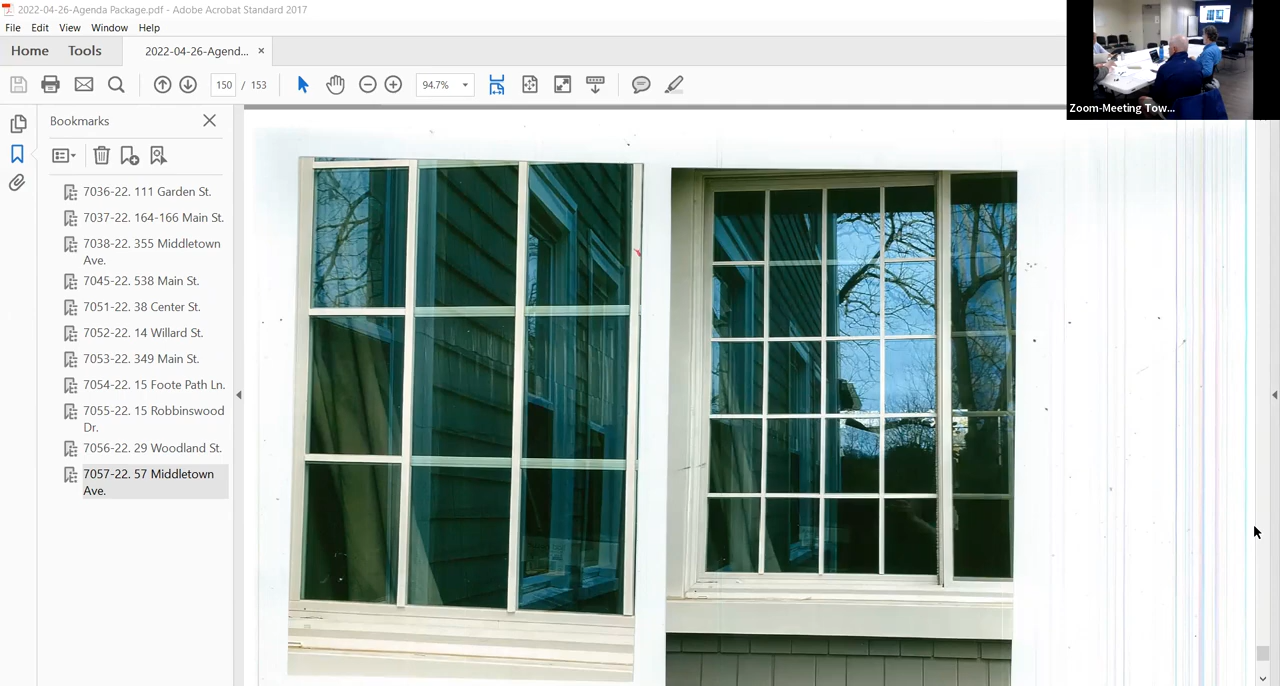 2022-04-26-Agenda Package.pdf - Adobe Acrobat Standard 2017
File Edit View Window Help
Home Tools 2022-04-26-Agend... ×
150 / 153 94.7%
Bookmarks
7036-22. 111 Garden St.
7037-22. 164-166 Main St.
7038-22. 355 Middletown
Ave.
7045-22. 538 Main St.
7051-22. 38 Center St.
7052-22. 14 Willard St.
7053-22. 349 Main St.
7054-22. 15 Foote Path Ln.
7055-22. 15 Robbinswood
Dr.
7056-22. 29 Woodland St.
7057-22. 57 Middletown
Ave.
Zoom-Meeting Tow...